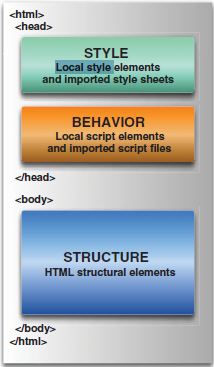 <html>
<head>
STYLE
Local style elements
and imported style sheets
BEHAVIOR
Local script elements
and imported script files
</head>
<body>
STRUCTURE
HTML structural elements
</body>
</html>